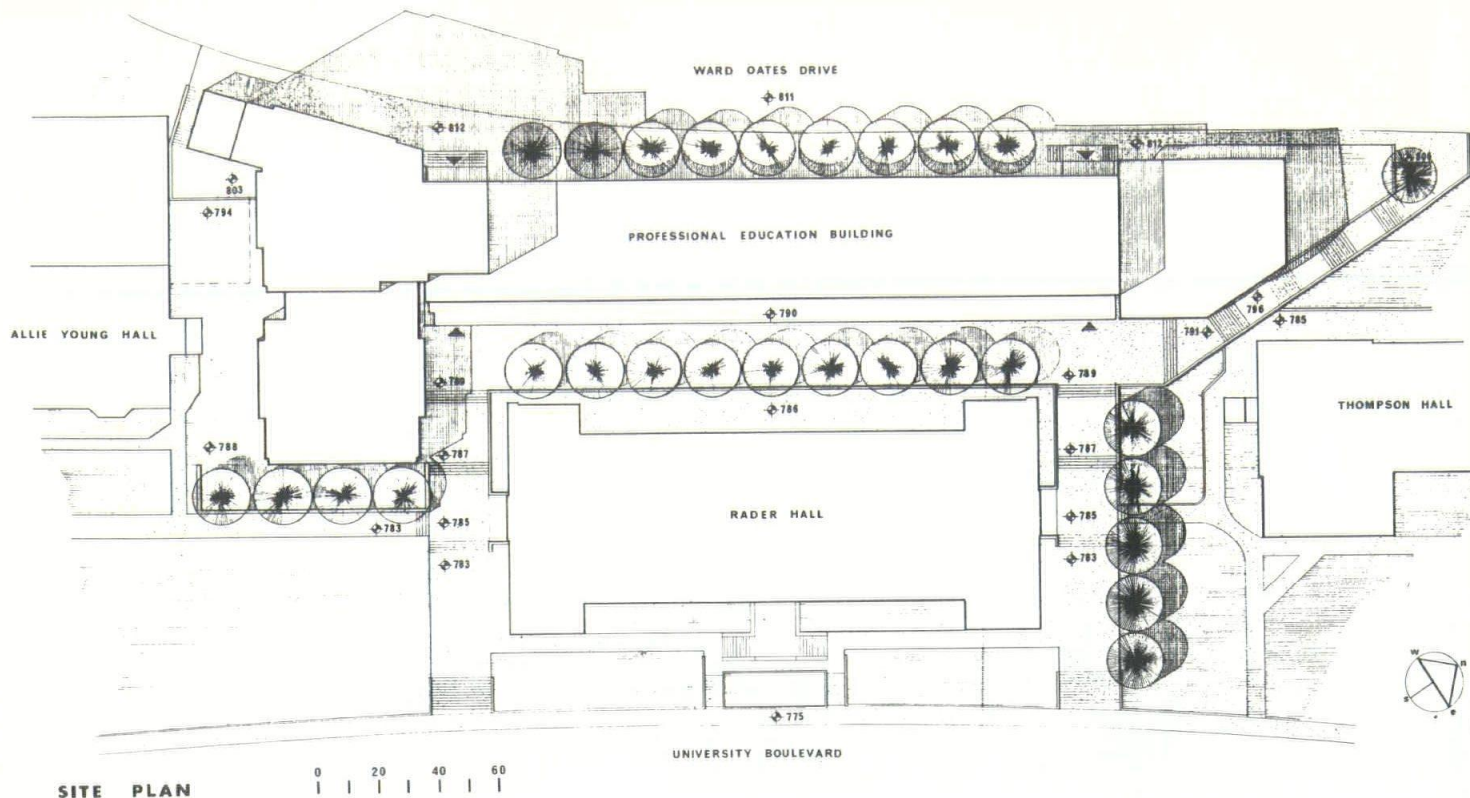 WARD OATES DRIVE
811
812
812
803
794
PROFESSIONAL EDUCATION BUILDING
790
791
796
785
ALLIE YOUNG HALL
789
786
THOMPSON HALL
788
787
787
RADER HALL
785
785
783
783
783
W
n
s
e
775
UNIVERSITY BOULEVARD
0 20 40 60
SITE PLAN